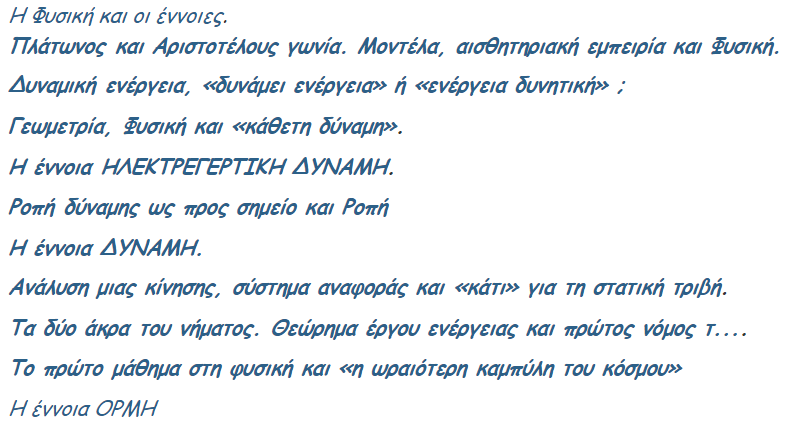 Η Φυσική και οι έννοιες.
Πλάτωνος και Αριστοτέλους γωνία. Μοντέλα, αισθητηριακή εμπειρία και Φυσική.
Δυναμική ενέργεια, «δυνάμει ενέργεια» ή «ενέργεια δυνητική» ;
Γεωμετρία, Φυσική και «κάθετη δύναμη».
Η έννοια ΗΛΕΚΤΡΕΓΕΡΤΙΚΗ ΔΥΝΑΜΗ.
Ροπή δύναμης ως προς σημείο και Ροπή
Η έννοια ΔΥΝΑΜΗ.
Ανάλυση μιας κίνησης, σύστημα αναφοράς και «κάτι» για τη στατική τριβή.
Τα δύο άκρα του νήματος. Θεώρημα έργου ενέργειας και πρώτος νόμος τ....
Το πρώτο μάθημα στη φυσική και «η ωραιότερη καμπύλη του κόσμου»
Η έννοια ΟΡΜΗ